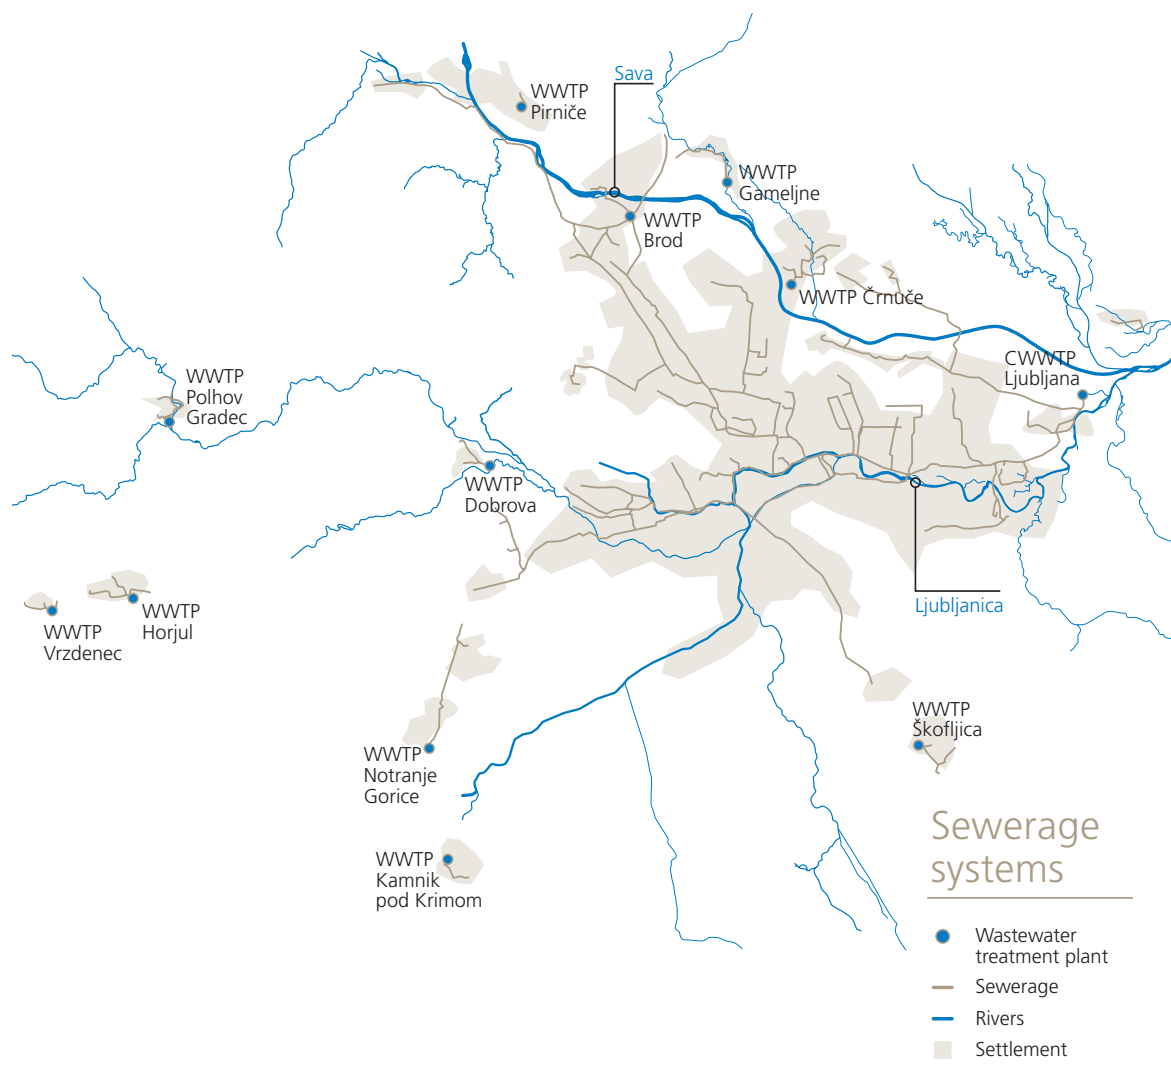 Sava
WWTP
Pirniče
WWTP
Gameljne
WWTP
Brod
WWTP Črnuče
CWWTP
Ljubljana
WWTP
Polhov
Gradec
WWTP
Dobrova
WWTP
Horjul
WWTP
Vrzdenec
Ljubljanica
WWTP
Škofljica
WWTP
Notranje
Gorice
WWTP
Kamnik
pod Krimom
Sewerage
systems
Wastewater
treatment plant
Sewerage
Rivers
Settlement